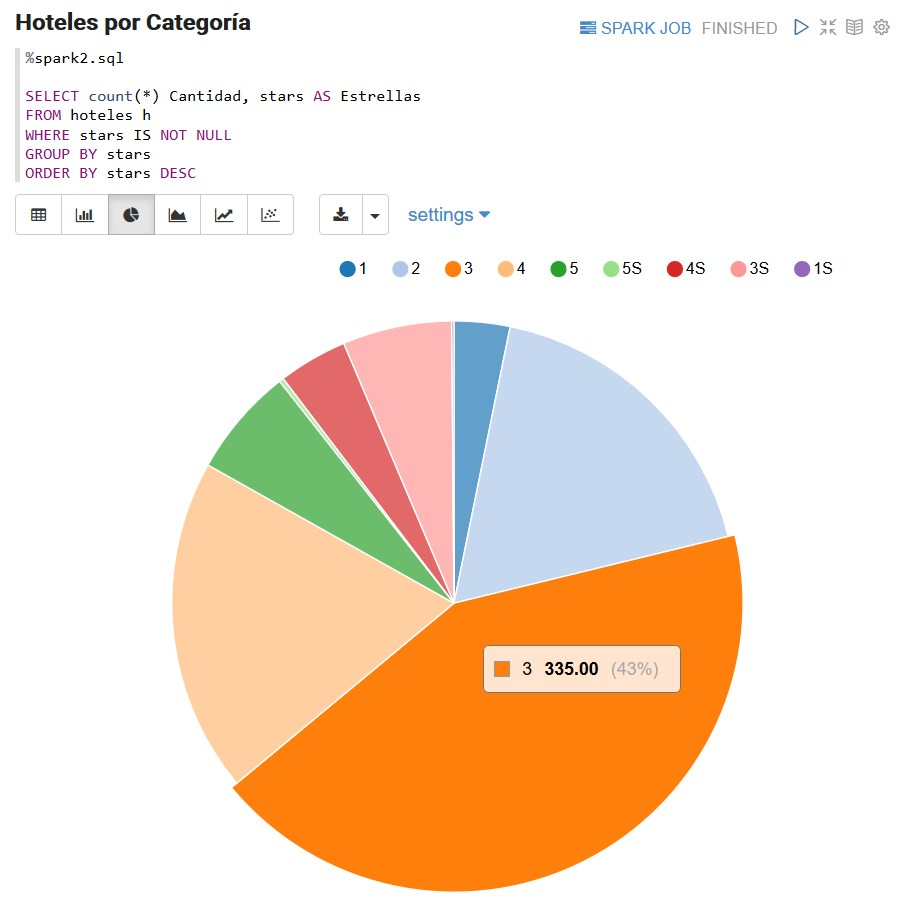 Hoteles por Categoría
SPARK JOB FINISHED
%spark2.sql
SELECT count(*) Cantidad, stars AS Estrellas
FROM hoteles h
WHERE stars IS NOT NULL
GROUP BY stars
ORDER BY stars DESC
settings
1 2 3 4 5 5S 4S 3S 1S
3 335.00 (43%)